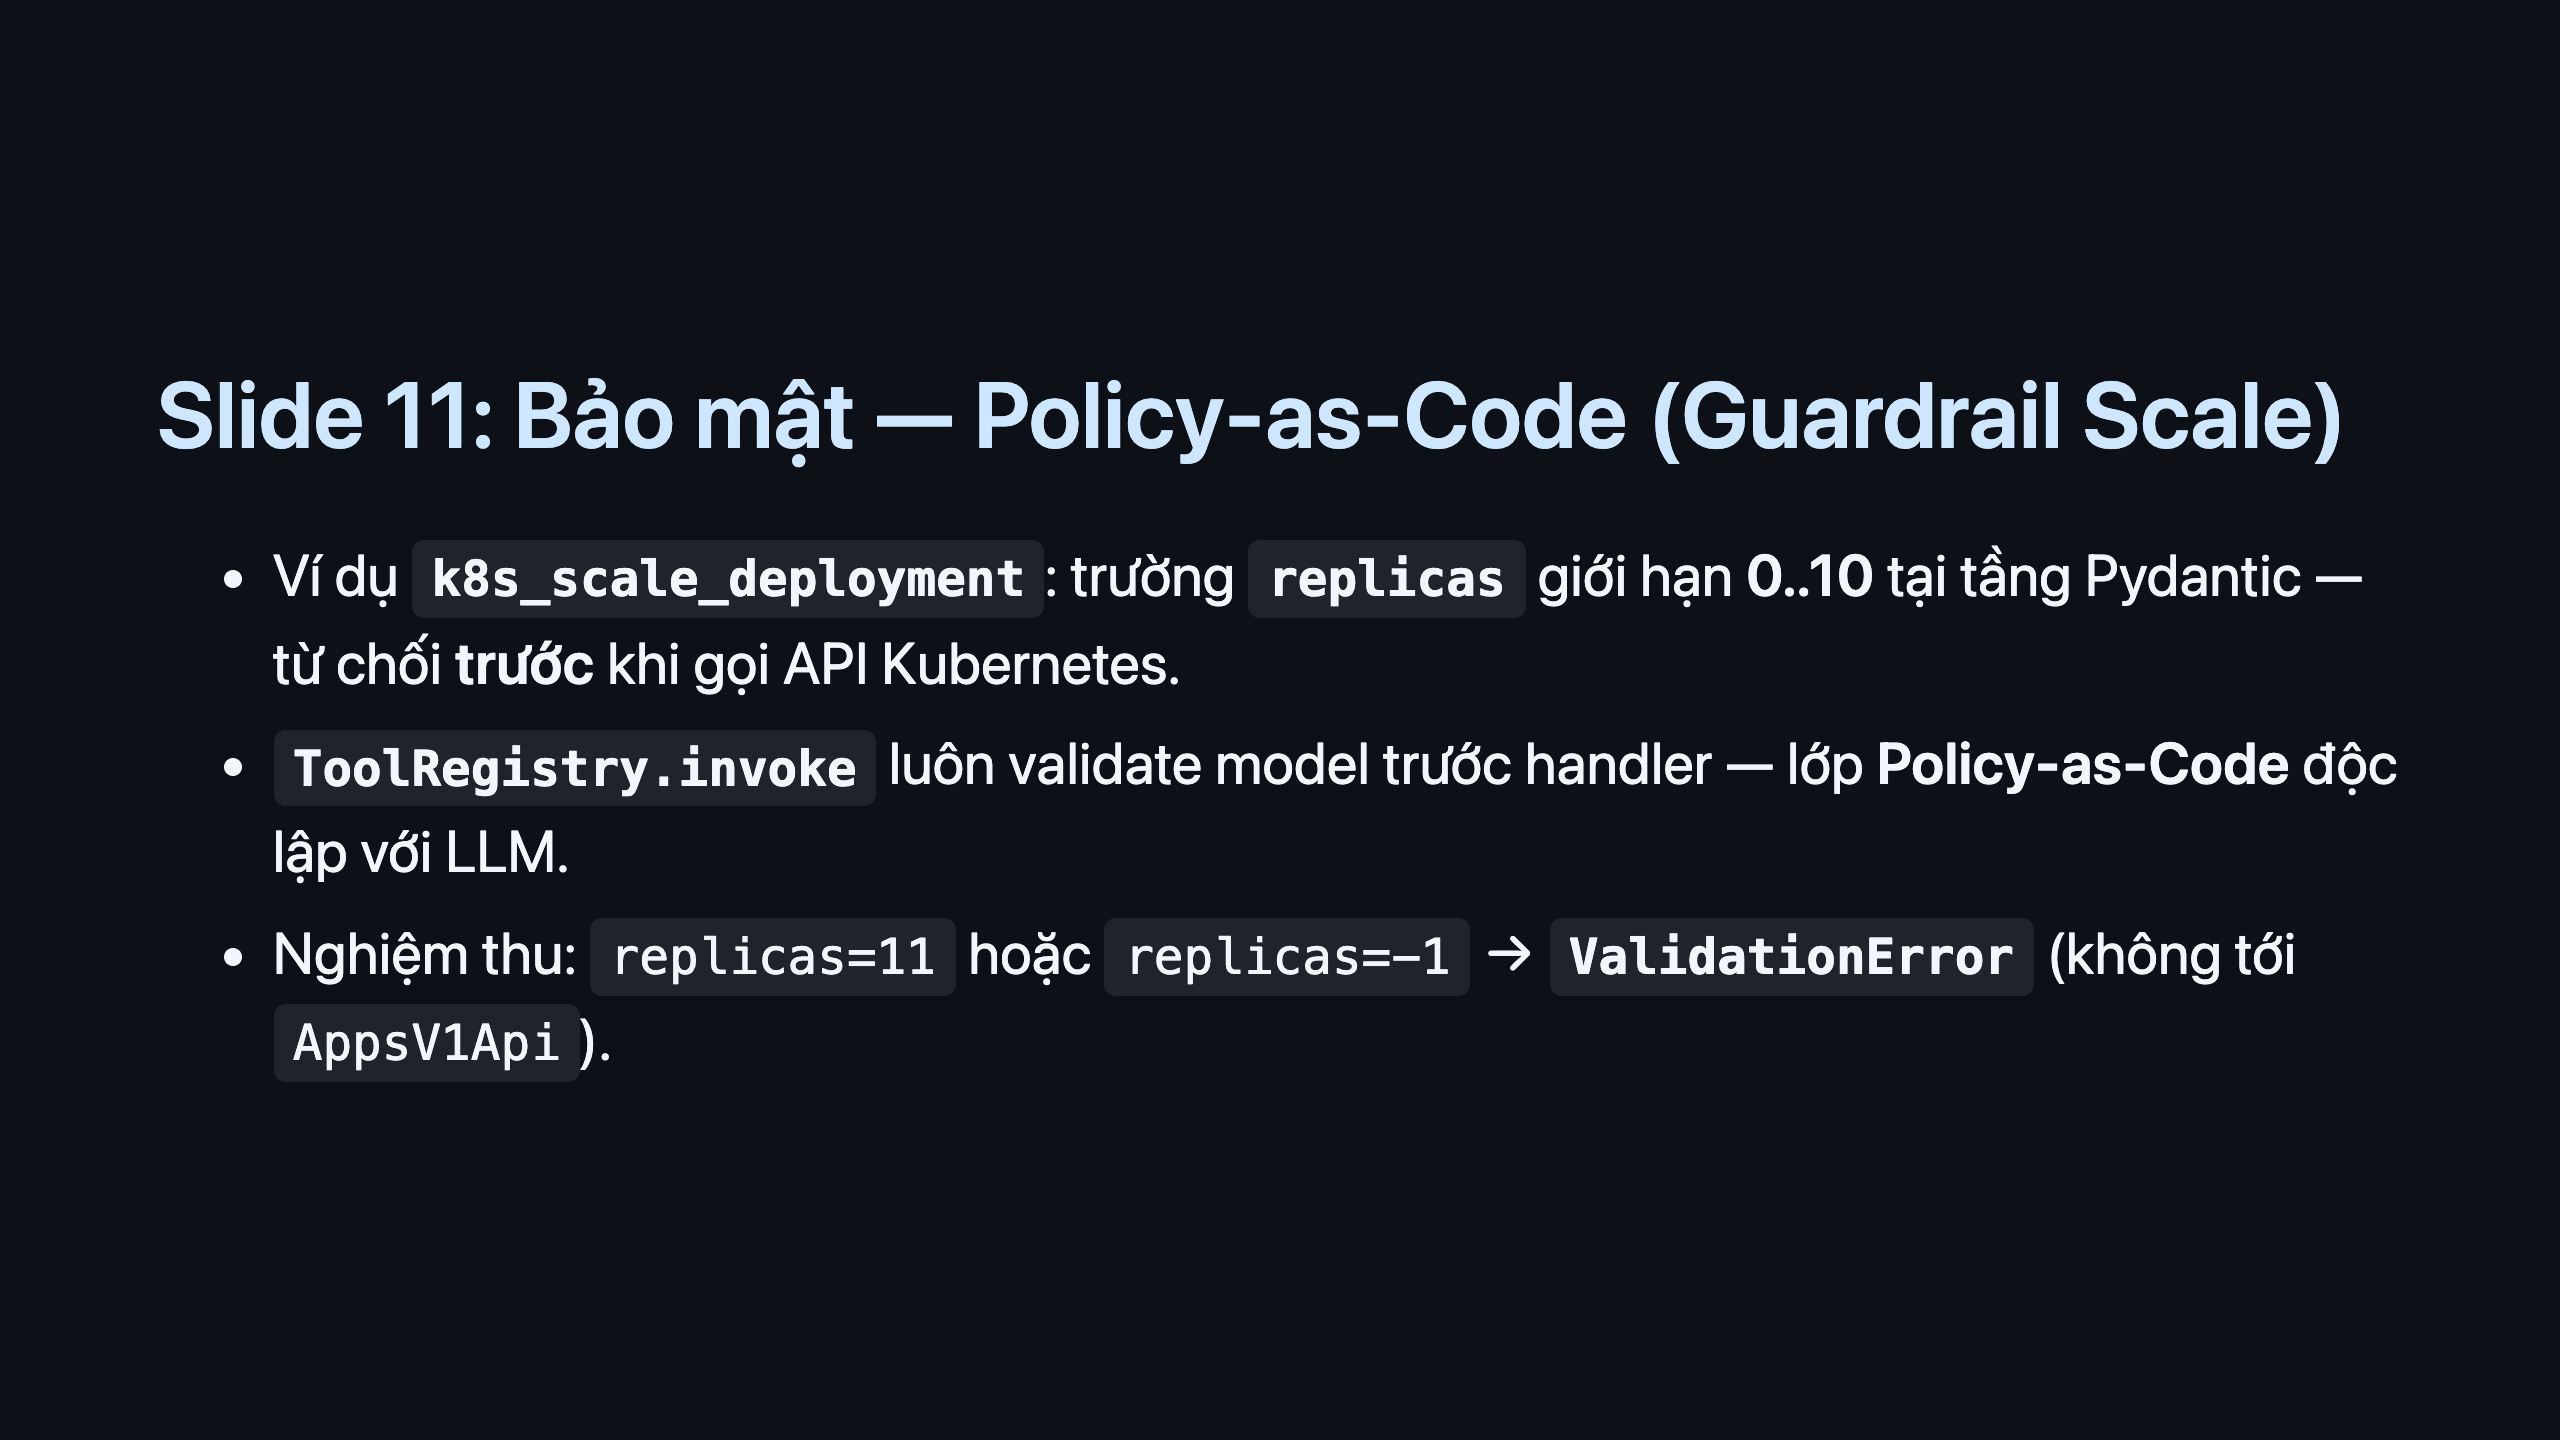 Slide 11: Bảo mật — Policy-as-Code (Guardrail Scale)
• Ví dụ k8s_scale_deployment: trường replicas giới hạn 0..10 tại tầng Pydantic —
từ chối trước khi gọi API Kubernetes.
• ToolRegistry.invoke luôn validate model trước handler — lớp Policy-as-Code độc
lập với LLM.
• Nghiệm thu: replicas=11 hoặc replicas=-1 → ValidationError (không tới
AppsV1Api).